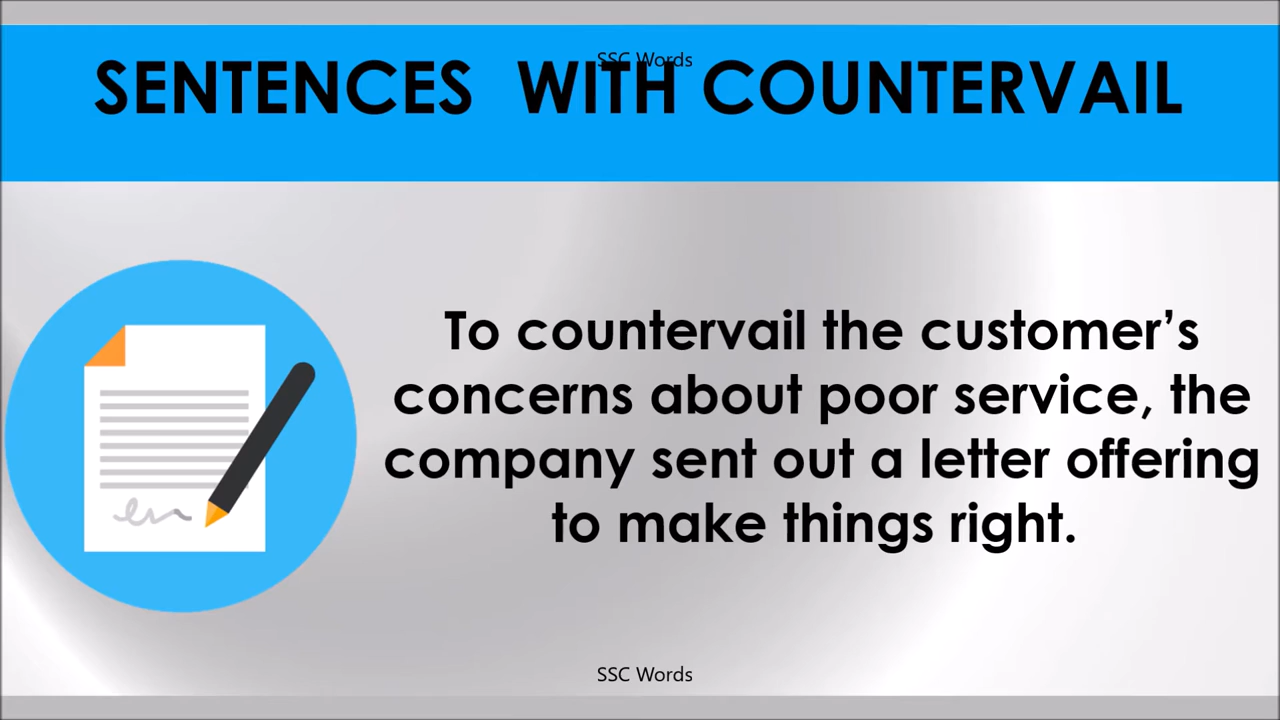 SSC Words
SENTENCES WITH COUNTERVAIL
To countervail the customer’s
concerns about poor service, the
company sent out a letter offering
to make things right.
SSC Words